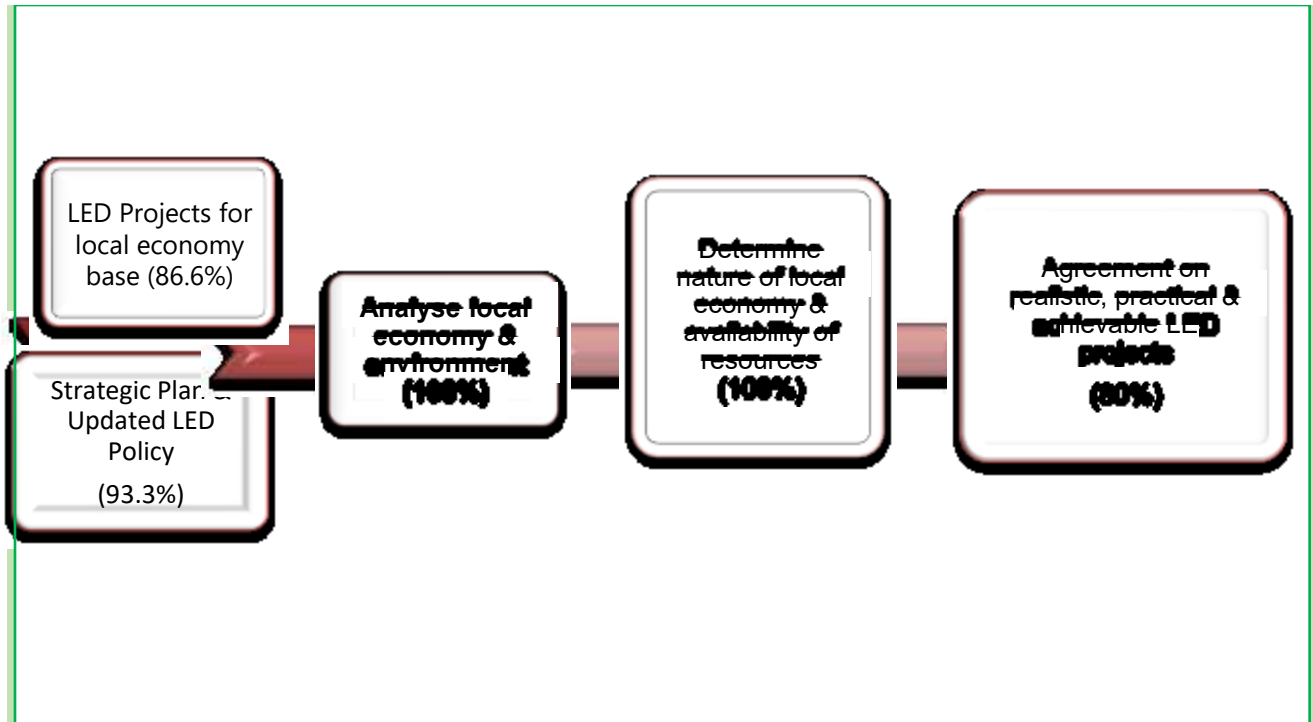 LED Projects for
local economy
base (86.6%)
Strategic Plan &
Updated LED
Policy
(93.3%)
Analyse local
economy &
environment
(100%)
Determine
nature of local
economy &
availability of
resources
(100%)
Agreement on
realistic, practical &
achievable LED
projects
(80%)